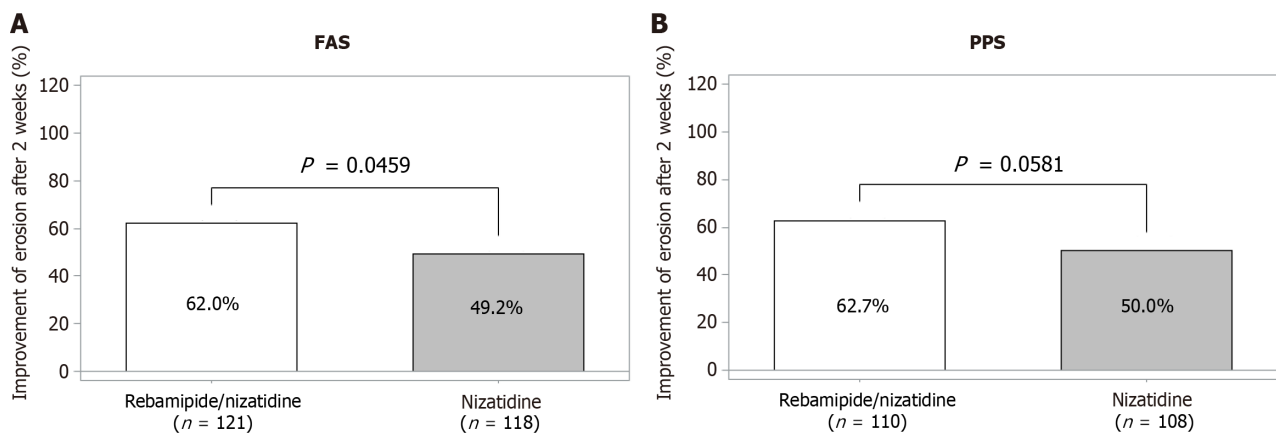 A
FAS
Improvement of erosion after 2 weeks (%)
120
100
80
60
40
20
0
P = 0.0459
62.0%
49.2%
Rebamipide/nizatidine
(n = 121)
Nizatidine
(n = 118)
B
PPS
Improvement of erosion after 2 weeks (%)
120
100
80
60
40
20
0
P = 0.0581
62.7%
50.0%
Rebamipide/nizatidine
(n = 110)
Nizatidine
(n = 108)